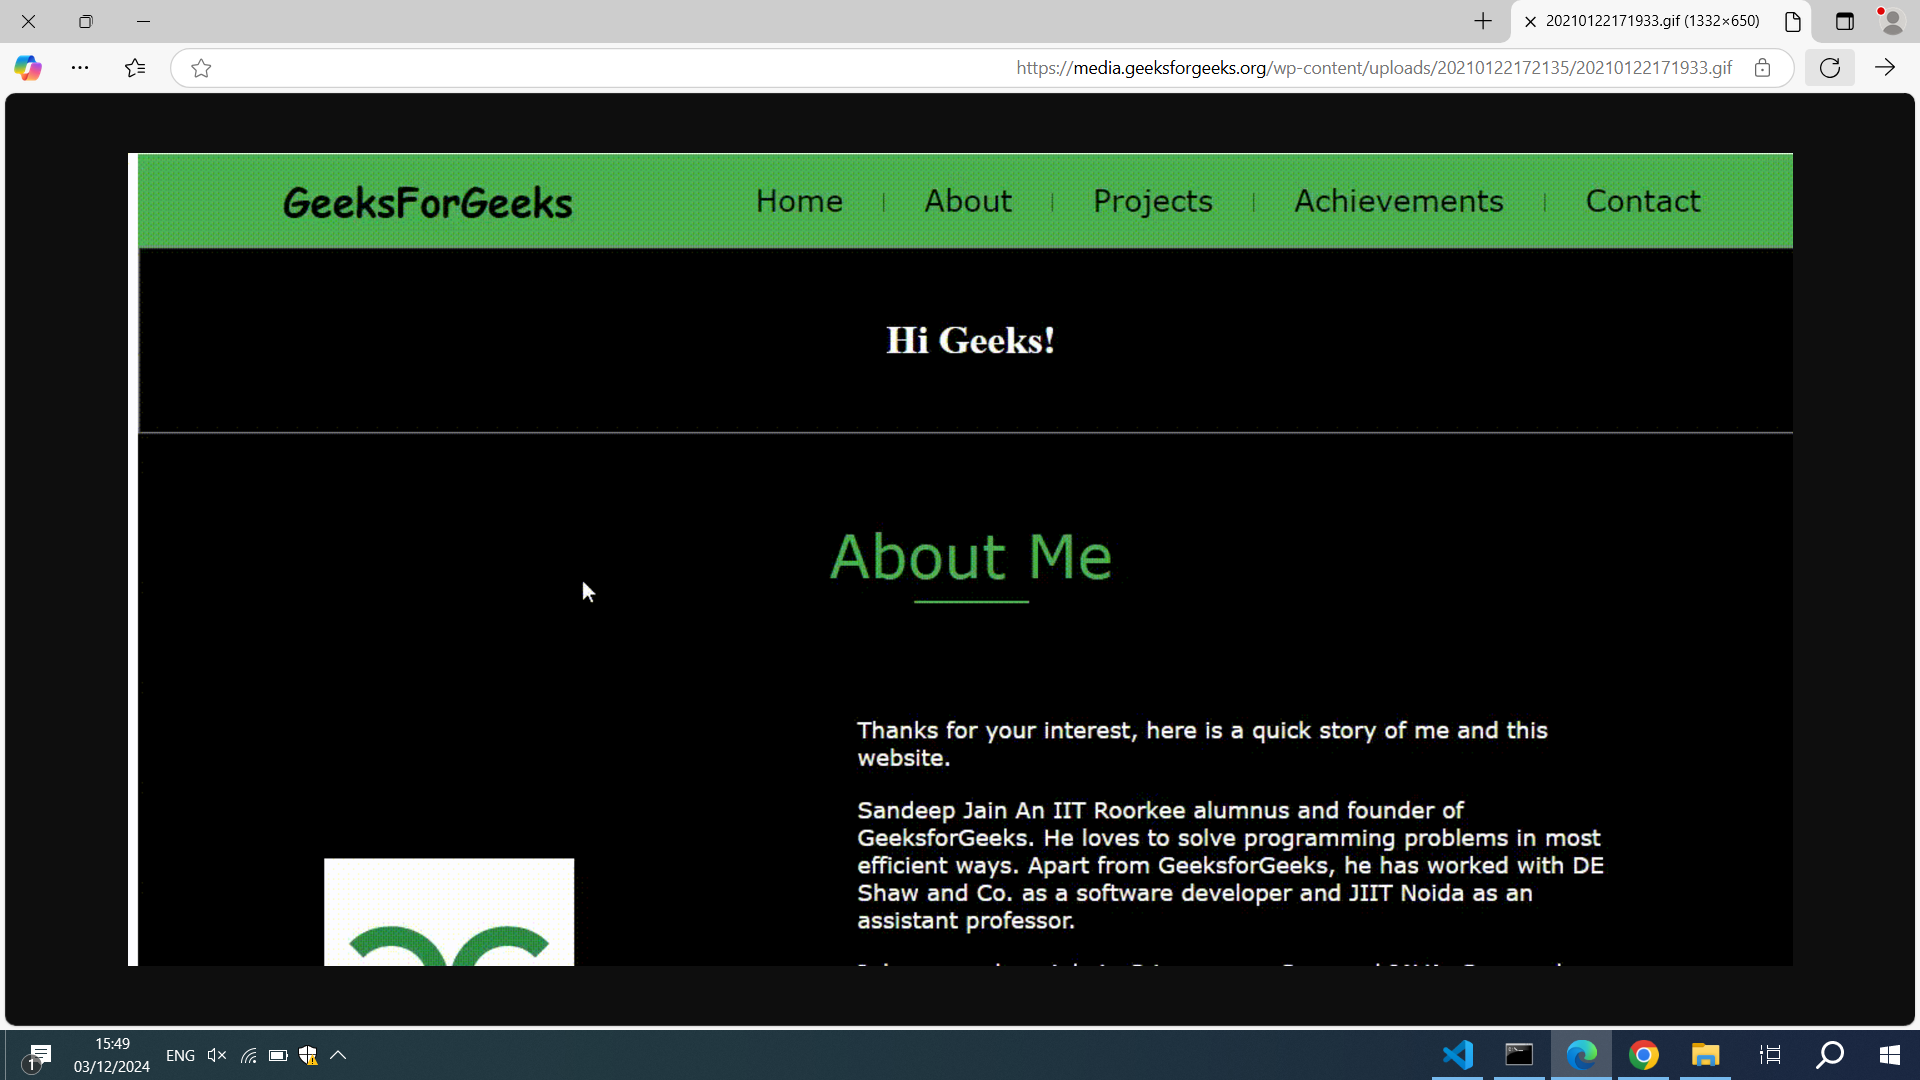 20210122171933.gif (1332×650)
https://media.geeksforgeeks.org/wp-content/uploads/20210122172135/20210122171933.gif
GeeksForGeeks
Home | About | Projects | Achievements | Contact
Hi Geeks!
About Me
Thanks for your interest, here is a quick story of me and this
website.
Sandeep Jain An IIT Roorkee alumnus and founder of
GeeksforGeeks. He loves to solve programming problems in most
efficient ways. Apart from GeeksforGeeks, he has worked with DE
Shaw and Co. as a software developer and JIIT Noida as an
assistant professor.
1
15:49
03/12/2024
ENG